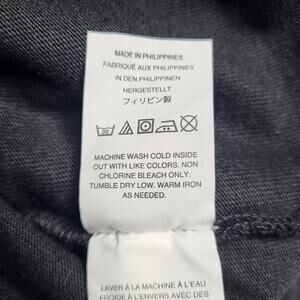 MADE IN PHILIPPINES
FABRIQUÉ AUX PHILIPPINES
IN DEN PHILIPPINEN
HERGESTELLT
フィリピン製
MACHINE WASH COLD INSIDE
OUT WITH LIKE COLORS. NON
CHLORINE BLEACH ONLY.
TUMBLE DRY LOW. WARM IRON
AS NEEDED.
LAVER À LA MACHINE À L'EAU
FROIDE À L'ENVERS AVEC DES